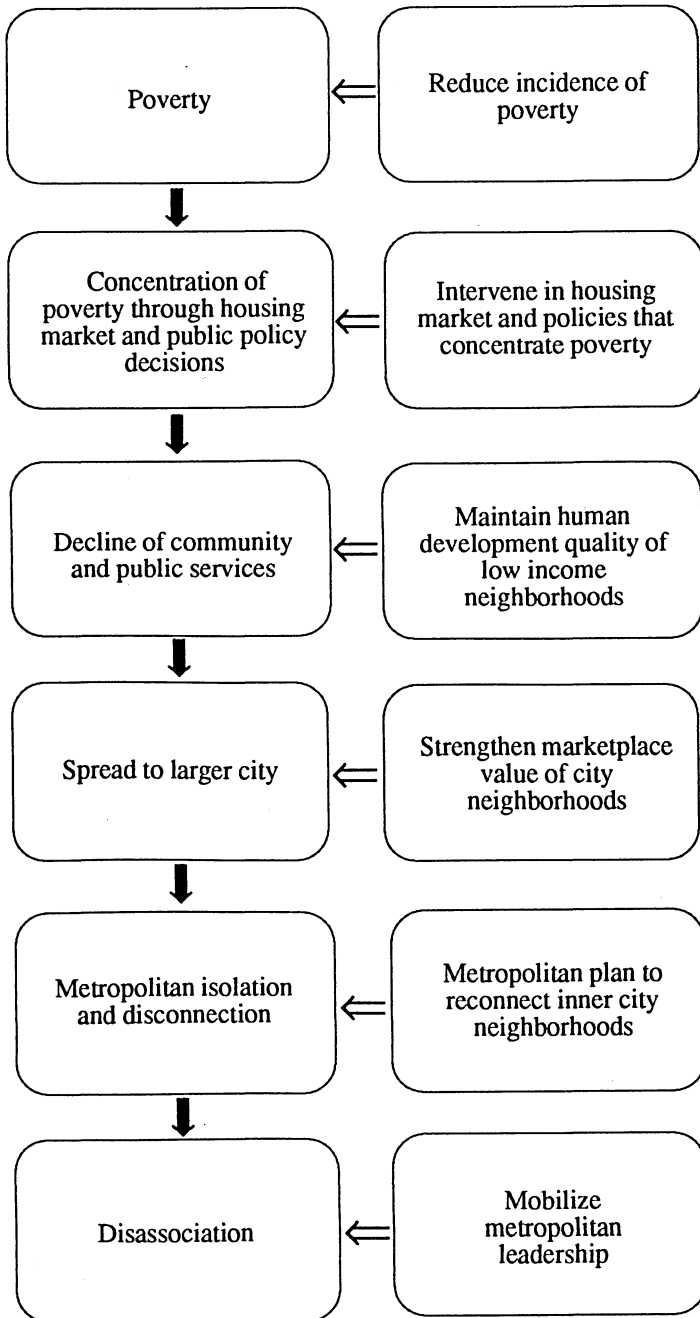 Poverty
Reduce incidence of
poverty
Concentration of
poverty through housing
market and public policy
decisions
Intervene in housing
market and policies that
concentrate poverty
Decline of community
and public services
Maintain human
development quality of
low income
neighborhoods
Spread to larger city
Strengthen marketplace
value of city
neighborhoods
Metropolitan isolation
and disconnection
Metropolitan plan to
reconnect inner city
neighborhoods
Disassociation
Mobilize
metropolitan
leadership